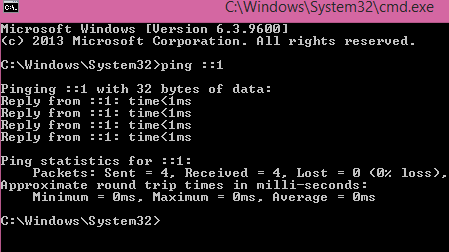 C:\. C:\Windows\System32\cmd.exe
Microsoft Windows [Version 6.3.9600]
(c) 2013 Microsoft Corporation. All rights reserved.
C:\Windows\System32>ping ::1
Pinging ::1 with 32 bytes of data:
Reply from ::1: time<1ms
Reply from ::1: time<1ms
Reply from ::1: time<1ms
Reply from ::1: time<1ms
Ping statistics for ::1:
Packets: Sent = 4, Received = 4, Lost = 0 (0% loss),
Approximate round trip times in milli-seconds:
Minimum = 0ms, Maximum = 0ms, Average = 0ms
C:\Windows\System32>